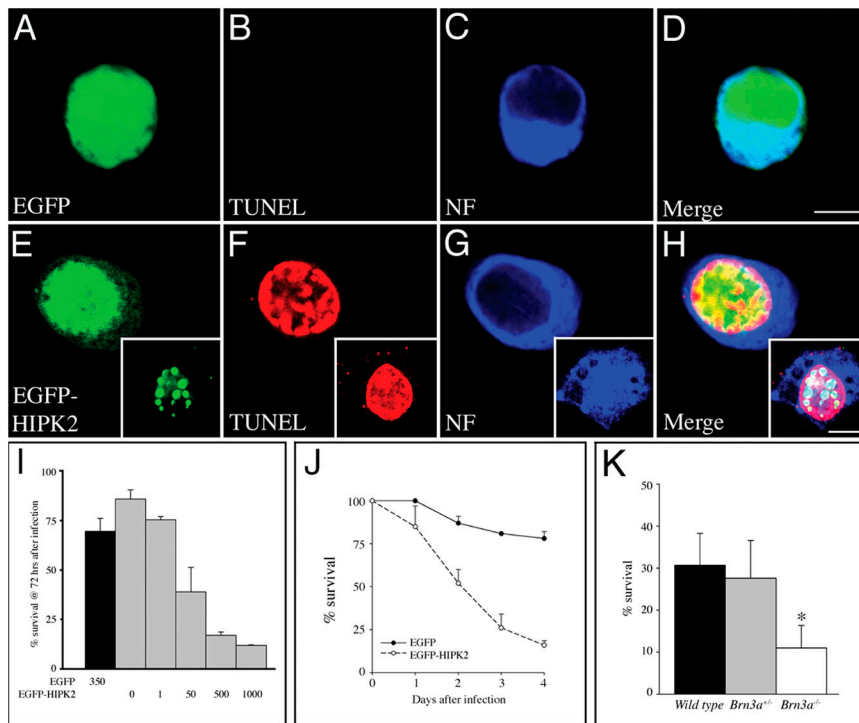 A B C D
EGFP TUNEL NF Merge
E F G H
EGFP-
HIPK2 TUNEL NF Merge
I
% survival @ 72 hrs after infection
100
75
50
25
0
EGFP 350
EGFP-HIPK2 0 1 50 500 1000
J
% survival
100
75
50
25
EGFP
EGFP-HIPK2
0 1 2 3 4
Days after infection
K
% survival
50
40
30
20
10
0
*
Wild type Brn3a+/- Brn3a-/-